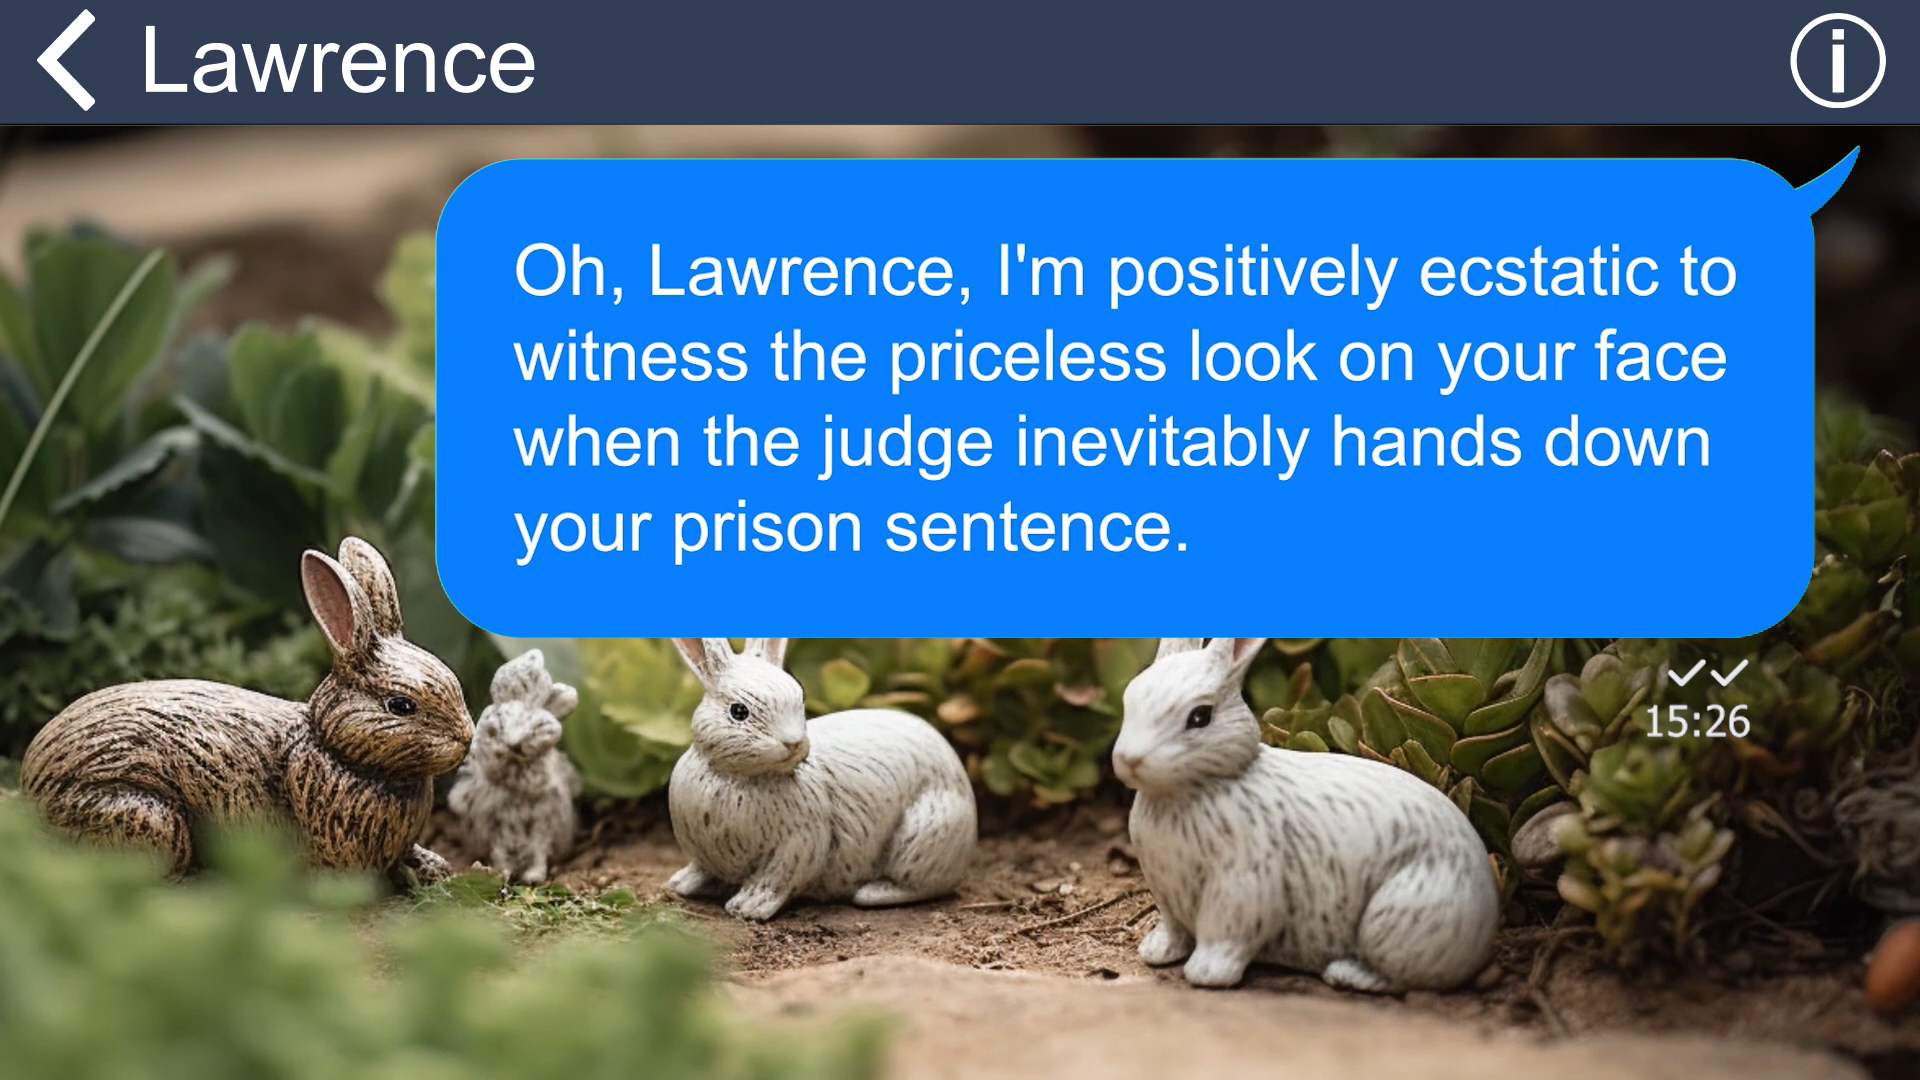 Lawrence
Oh, Lawrence, I'm positively ecstatic to
witness the priceless look on your face
when the judge inevitably hands down
your prison sentence.
15:26